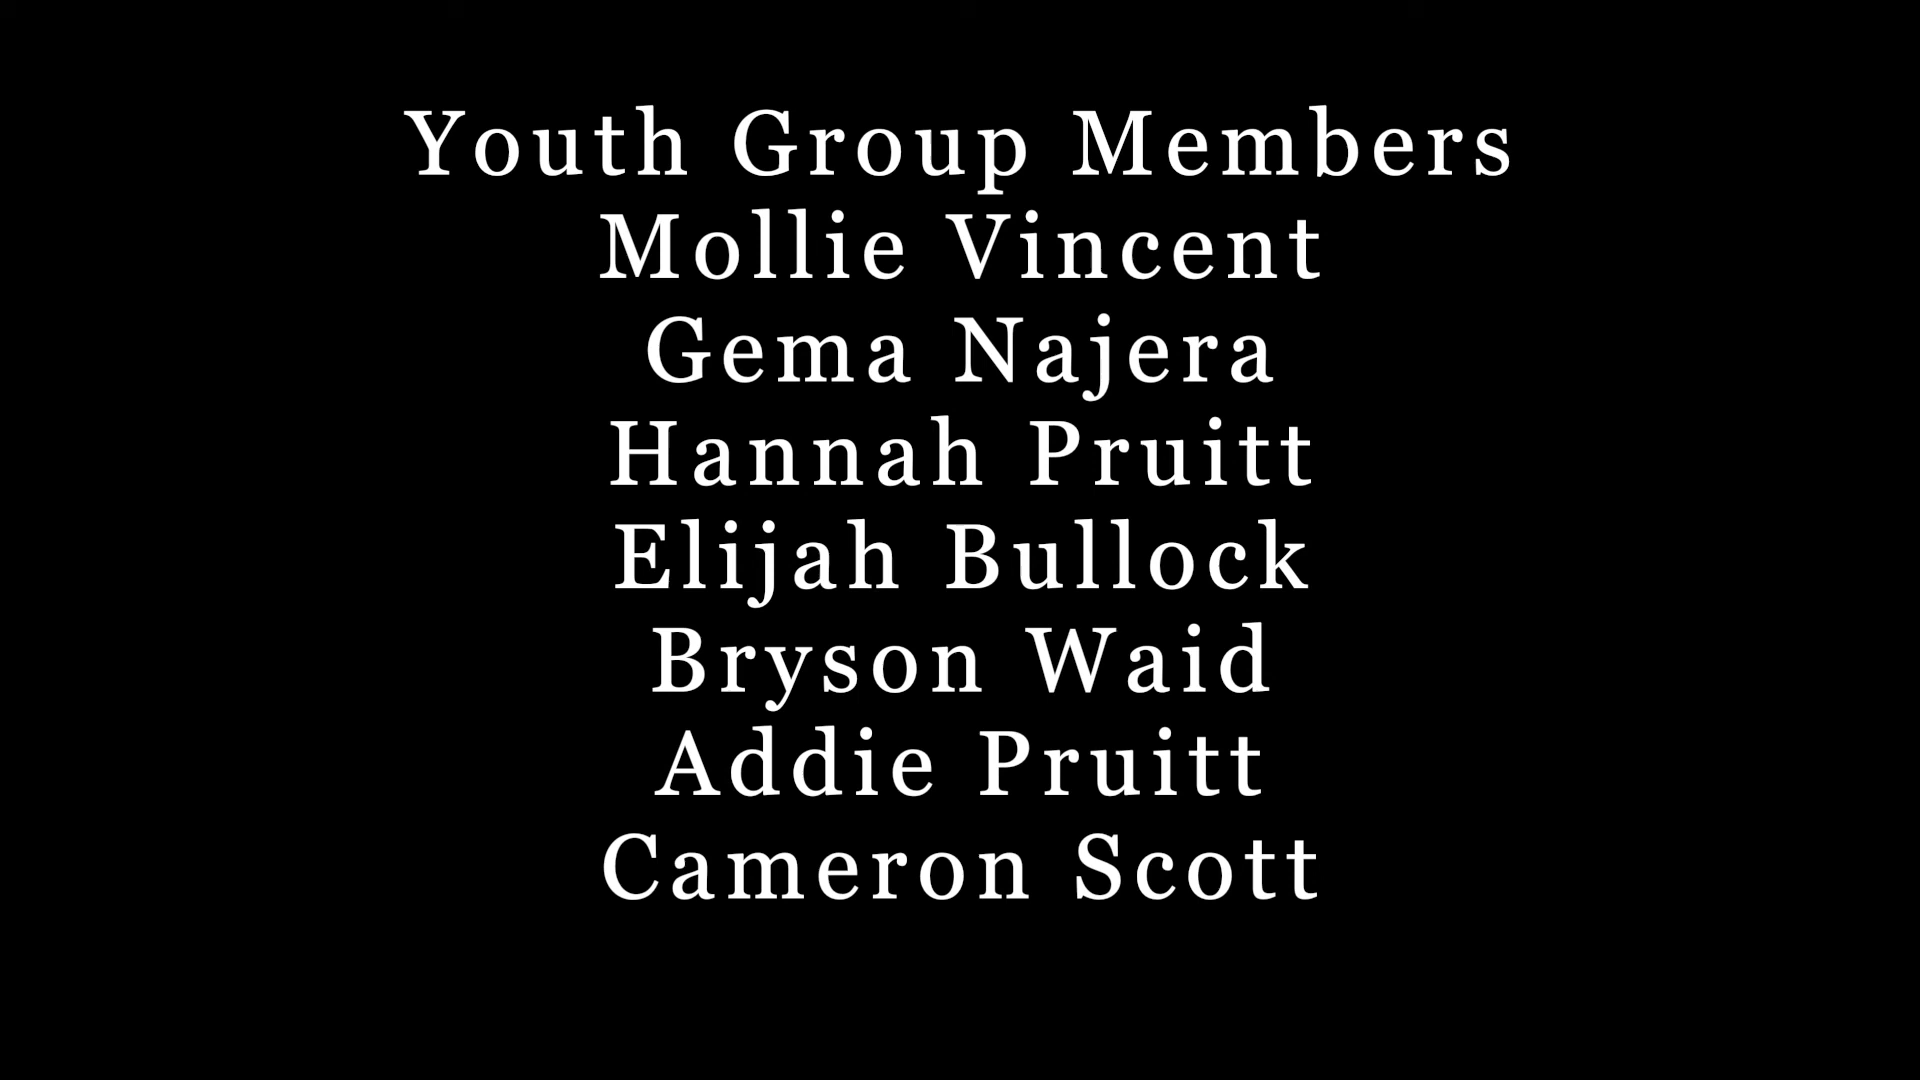 Youth Group Members
Mollie Vincent
Gema Najera
Hannah Pruitt
Elijah Bullock
Bryson Waid
Addie Pruitt
Cameron Scott